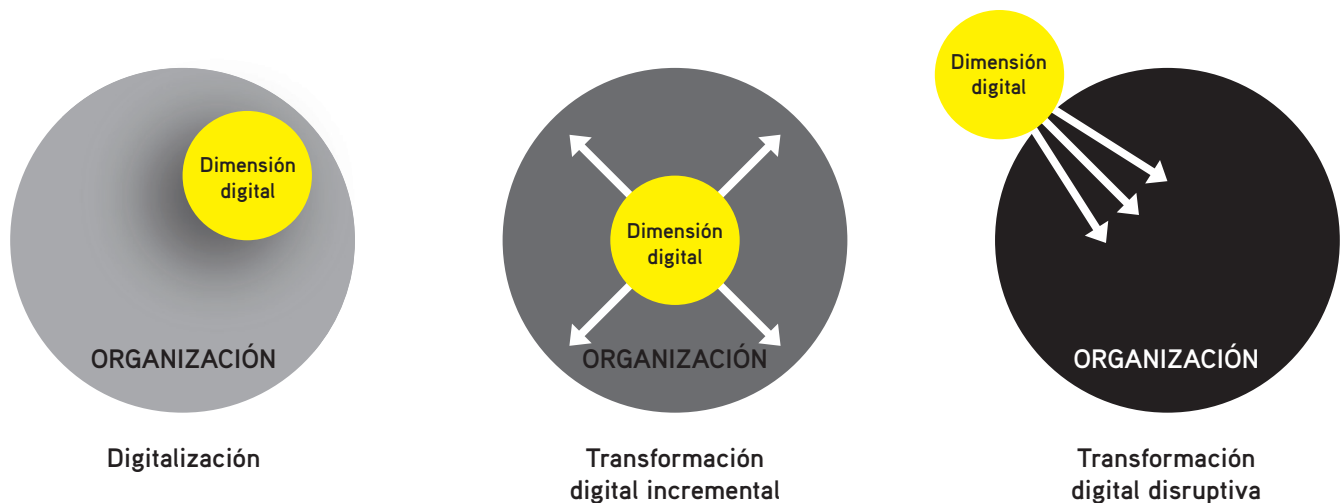 Dimensión
digital
ORGANIZACIÓN
Digitalización
Dimensión
digital
ORGANIZACIÓN
Transformación
digital incremental
Dimensión
digital
ORGANIZACIÓN
Transformación
digital disruptiva